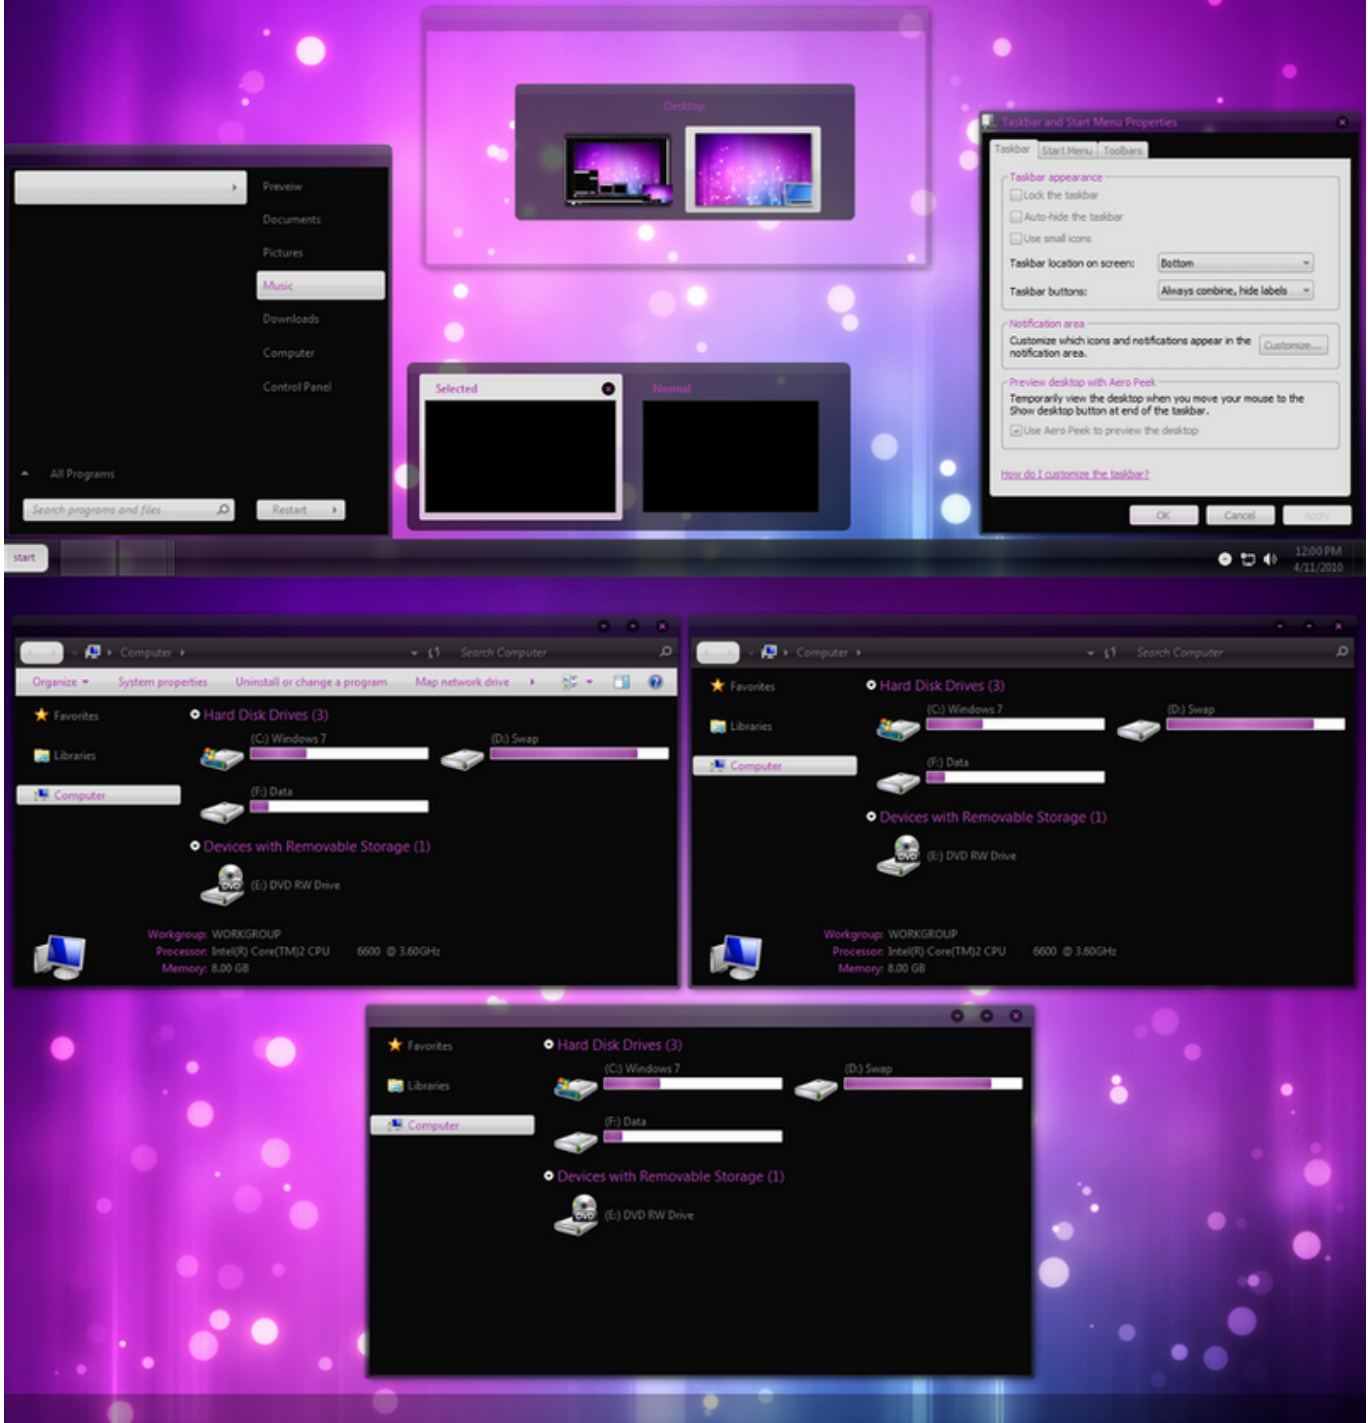 Desktop
Taskbar and Start Menu Properties
Taskbar Start Menu Toolbars
Taskbar appearance
Lock the taskbar
Auto-hide the taskbar
Use small icons
Taskbar location on screen: Bottom
Taskbar buttons: Always combine, hide labels
Notification area
Customize which icons and notifications appear in the
notification area.
Customize...
Preview desktop with Aero Peek
Temporarily view the desktop when you move your mouse to the
Show desktop button at end of the taskbar.
Use Aero Peek to preview the desktop
How do I customize the taskbar?
OK Cancel Apply
Preveiw
Documents
Pictures
Music
Downloads
Computer
Control Panel
All Programs
Search programs and files
Restart
Selected
Normal
start
12:00 PM
4/11/2010
Computer
Search Computer
Organize System properties Uninstall or change a program Map network drive
Favorites
Libraries
Computer
Hard Disk Drives (3)
(C:) Windows 7
(D:) Swap
(F:) Data
Devices with Removable Storage (1)
DVD
(E:) DVD RW Drive
Workgroup: WORKGROUP
Processor: Intel(R) Core(TM)2 CPU 6600 @ 3.60GHz
Memory: 8.00 GB
Computer
Search Computer
Favorites
Libraries
Computer
Hard Disk Drives (3)
(C:) Windows 7
(D:) Swap
(F:) Data
Devices with Removable Storage (1)
DVD
(E:) DVD RW Drive
Workgroup: WORKGROUP
Processor: Intel(R) Core(TM)2 CPU 6600 @ 3.60GHz
Memory: 8.00 GB
Favorites
Libraries
Computer
Hard Disk Drives (3)
(C:) Windows 7
(D:) Swap
(F:) Data
Devices with Removable Storage (1)
DVD
(E:) DVD RW Drive